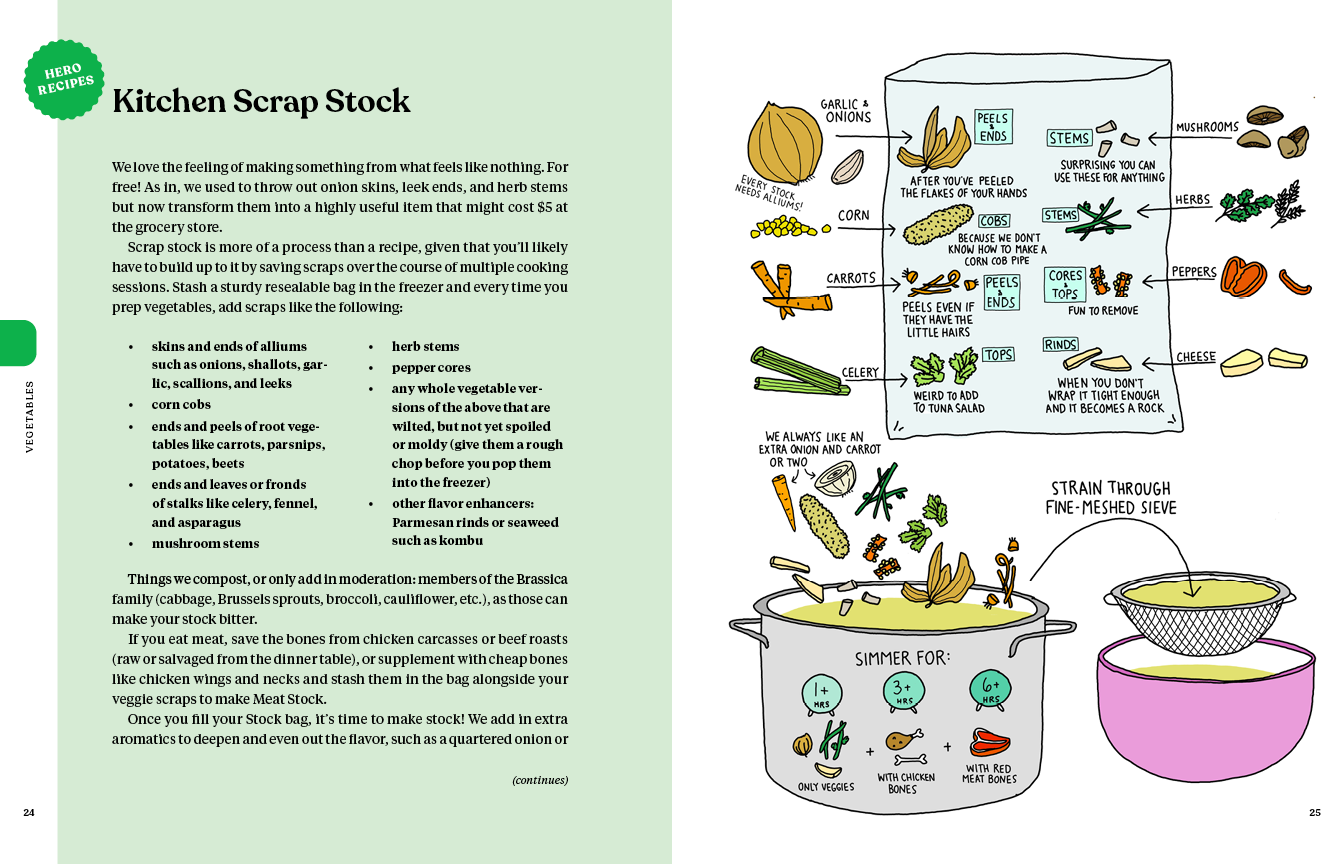 HERO
RECIPES
Kitchen Scrap Stock
We love the feeling of making something from what feels like nothing. For
free! As in, we used to throw out onion skins, leek ends, and herb stems
but now transform them into a highly useful item that might cost $5 at
the grocery store.
Scrap stock is more of a process than a recipe, given that you’ll likely
have to build up to it by saving scraps over the course of multiple cooking
sessions. Stash a sturdy resealable bag in the freezer and every time you
prep vegetables, add scraps like the following:
• skins and ends of alliums
such as onions, shallots, gar-
lic, scallions, and leeks
• corn cobs
• ends and peels of root vege-
tables like carrots, parsnips,
potatoes, beets
• ends and leaves or fronds
of stalks like celery, fennel,
and asparagus
• mushroom stems
• herb stems
• pepper cores
• any whole vegetable ver-
sions of the above that are
wilted, but not yet spoiled
or moldy (give them a rough
chop before you pop them
into the freezer)
• other flavor enhancers:
Parmesan rinds or seaweed
such as kombu
Things we compost, or only add in moderation: members of the Brassica
family (cabbage, Brussels sprouts, broccoli, cauliflower, etc.), as those can
make your stock bitter.
If you eat meat, save the bones from chicken carcasses or beef roasts
(raw or salvaged from the dinner table), or supplement with cheap bones
like chicken wings and necks and stash them in the bag alongside your
veggie scraps to make Meat Stock.
Once you fill your Stock bag, it’s time to make stock! We add in extra
aromatics to deepen and even out the flavor, such as a quartered onion or
(continues)
VEGETABLES
24
GARLIC &
ONIONS
EVERY STOCK
NEEDS ALLIUMS!
PEELS
&
ENDS
AFTER YOU'VE PEELED
THE FLAKES OF YOUR HANDS
CORN
COBS
BECAUSE WE DON'T
KNOW HOW TO MAKE A
CORN COB PIPE
CARROTS
PEELS
&
ENDS
PEELS EVEN IF
THEY HAVE THE
LITTLE HAIRS
CELERY
TOPS
WEIRD TO ADD
TO TUNA SALAD
MUSHROOMS
STEMS
SURPRISING YOU CAN
USE THESE FOR ANYTHING
HERBS
STEMS
PEPPERS
CORES
&
TOPS
FUN TO REMOVE
CHEESE
RINDS
WHEN YOU DON'T
WRAP IT TIGHT ENOUGH
AND IT BECOMES A ROCK
WE ALWAYS LIKE AN
EXTRA ONION AND CARROT
OR TWO
STRAIN THROUGH
FINE-MESHED SIEVE
SIMMER FOR:
1+
HRS
3+
HRS
6+
HRS
ONLY VEGGIES
+
WITH CHICKEN
BONES
+
WITH RED
MEAT BONES
25